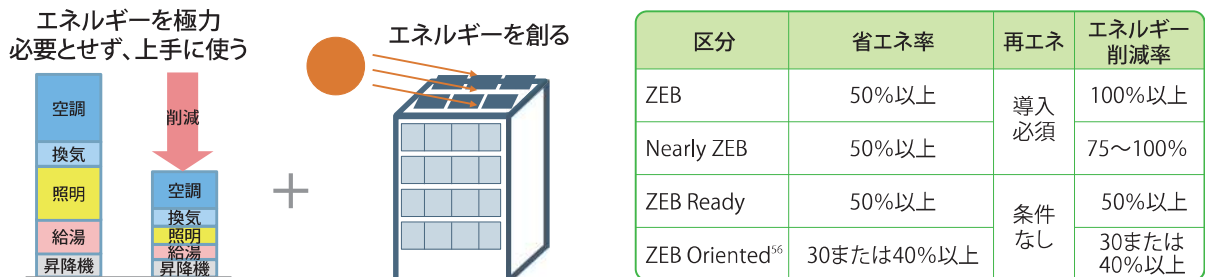 エネルギーを極力
必要とせず、上手に使う
空調
換気
照明
給湯
昇降機
削減
空調
換気
照明
給湯
昇降機
＋
エネルギーを創る
区分 省エネ率 再エネ エネルギー
削減率
ZEB 50%以上 導入
必須 100%以上
Nearly ZEB 50%以上 75～100%
ZEB Ready 50%以上 条件
なし 50%以上
ZEB Oriented56 30または40%以上 30または
40%以上